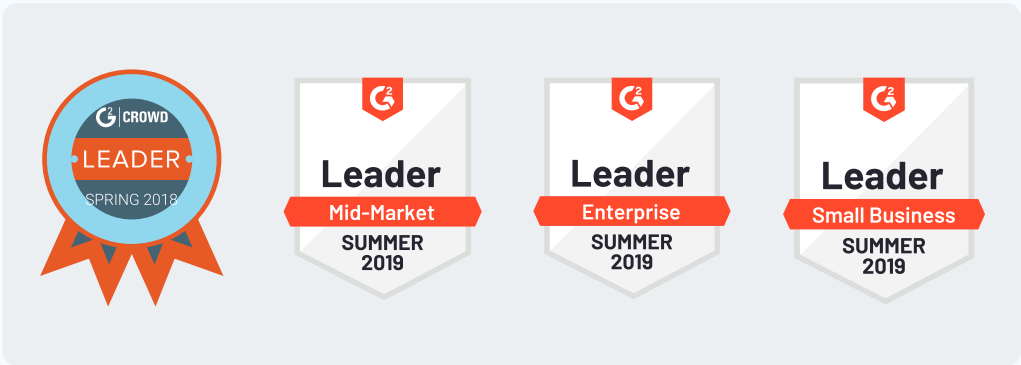 G2 | CROWD
LEADER
SPRING 2018
G2
Leader
Mid-Market
SUMMER
2019
G2
Leader
Enterprise
SUMMER
2019
G2
Leader
Small Business
SUMMER
2019